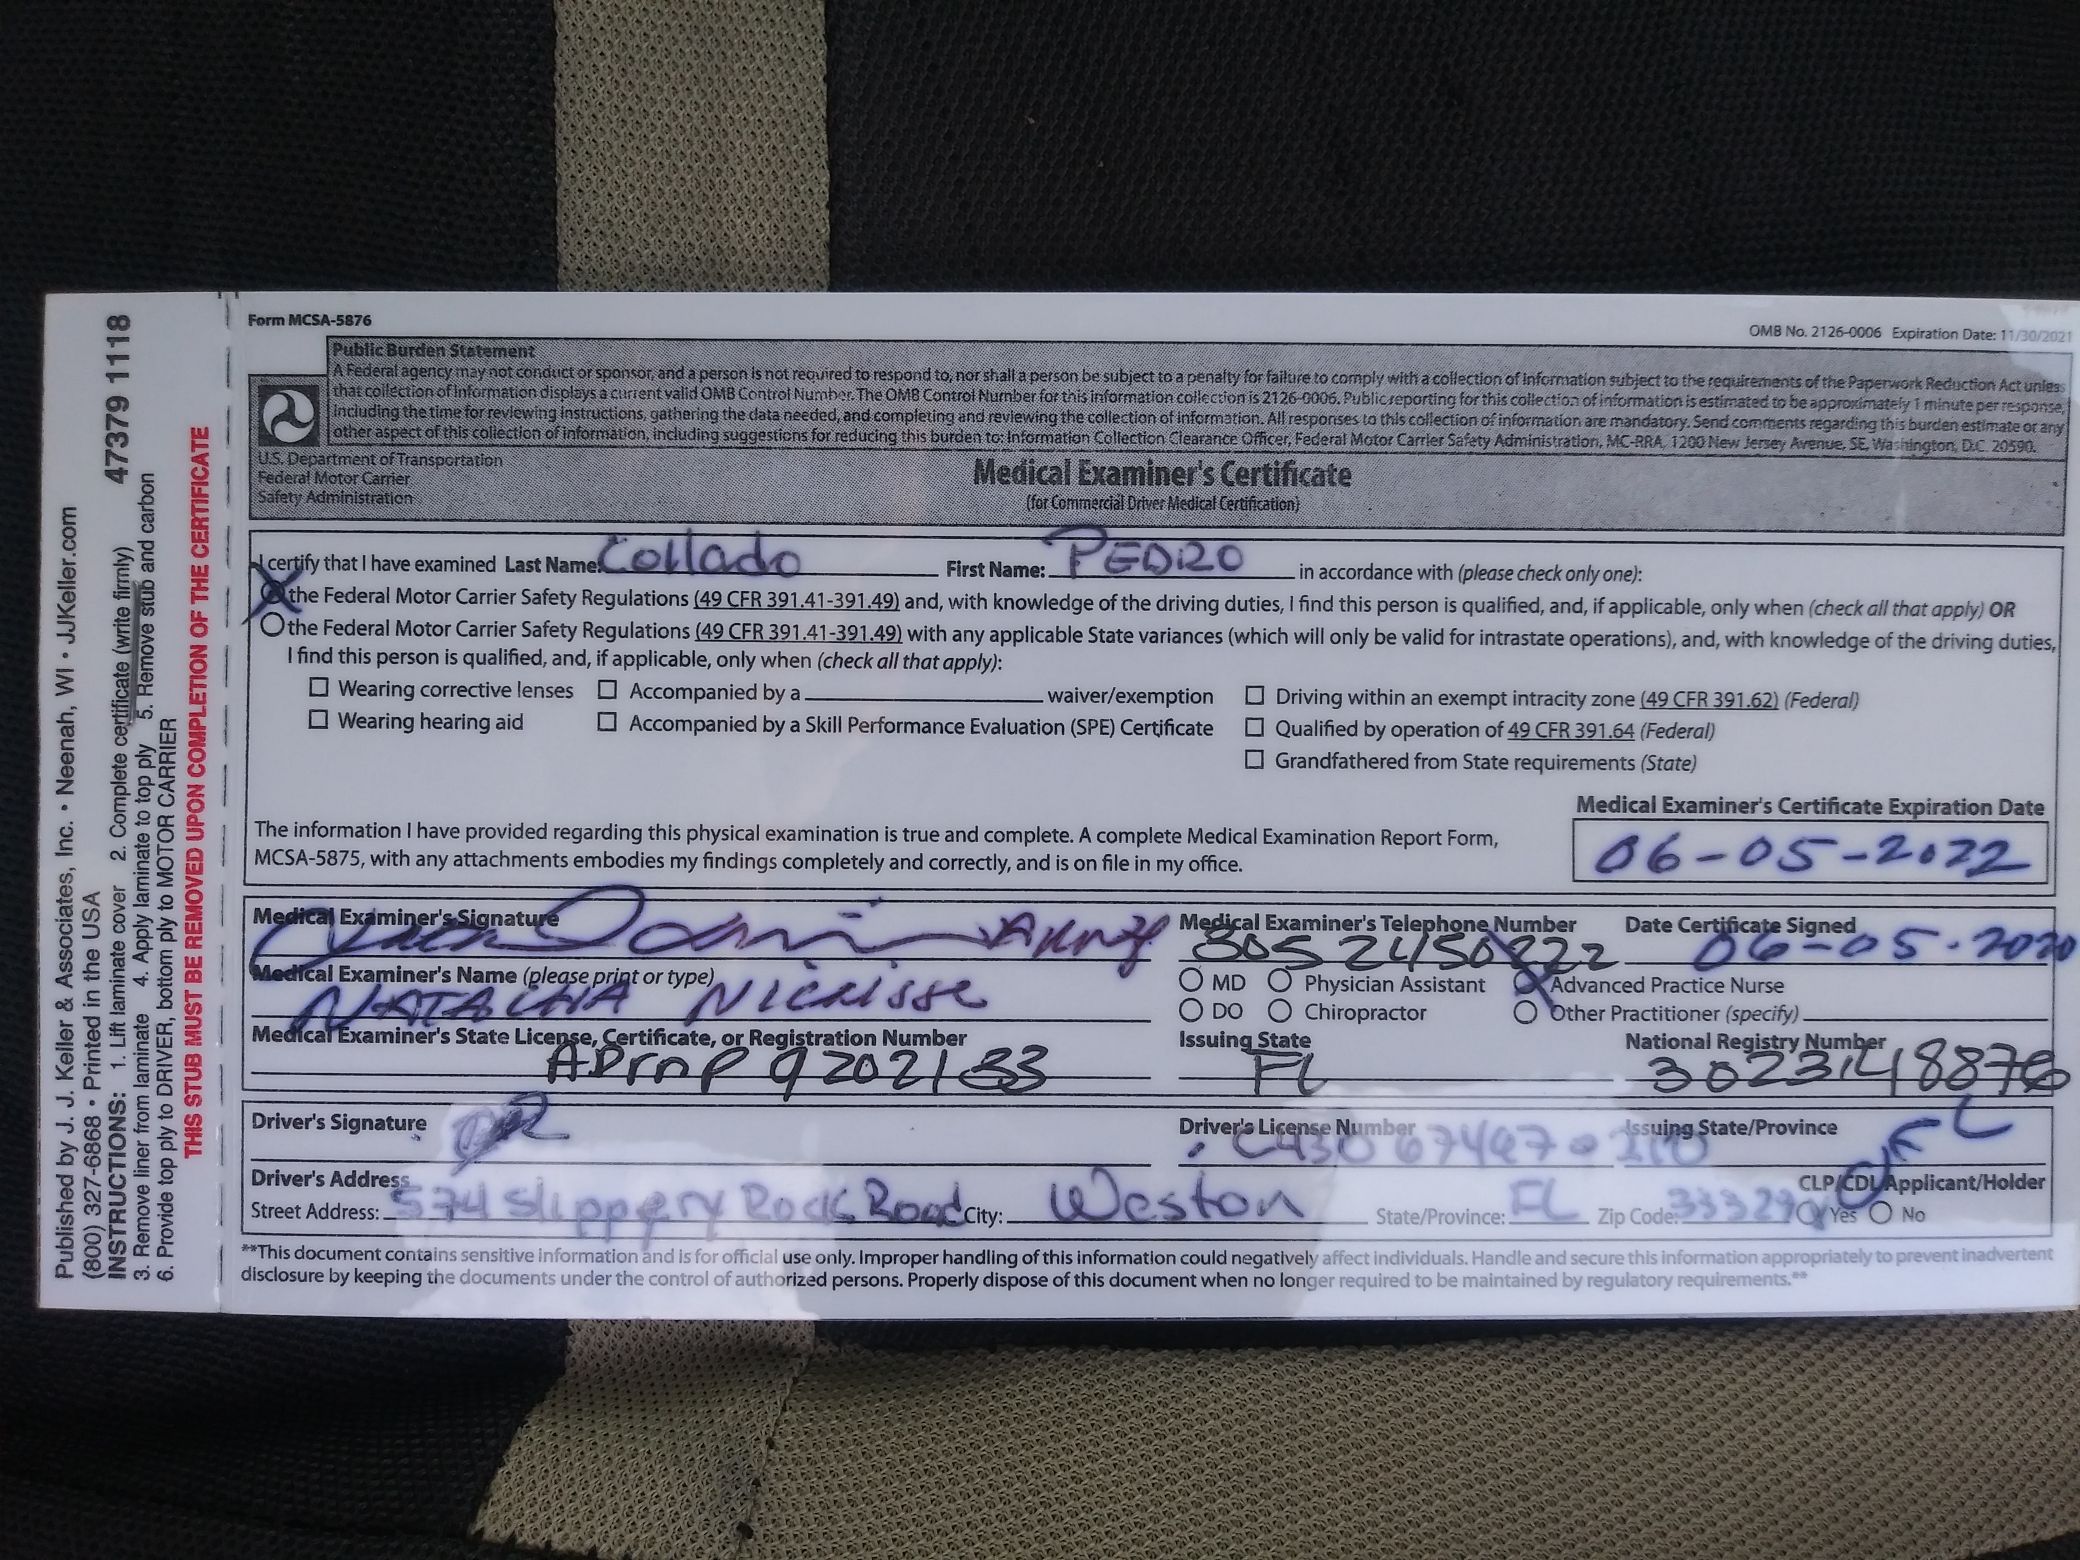 Published by J. J. Keller & Associates, Inc. • Neenah, WI • JJKeller.com
(800) 327-6868 • Printed in the USA 47379 1118
INSTRUCTIONS: 1. Lift laminate cover 2. Complete certificate (write firmly)
3. Remove liner from laminate 4. Apply laminate to top ply 5. Remove stub and carbon
6. Provide top ply to DRIVER, bottom ply to MOTOR CARRIER
THIS STUB MUST BE REMOVED UPON COMPLETION OF THE CERTIFICATE
Form MCSA-5876
OMB No. 2126-0006 Expiration Date: 11/30/2021
Public Burden Statement
A Federal agency may not conduct or sponsor, and a person is not required to respond to, nor shall a person be subject to a penalty for failure to comply with a collection of information subject to the requirements of the Paperwork Reduction Act unless
that collection of information displays a current valid OMB Control Number. The OMB Control Number for this information collection is 2126-0006. Public reporting for this collection of information is estimated to be approximately 1 minute per response,
including the time for reviewing instructions, gathering the data needed, and completing and reviewing the collection of information. All responses to this collection of information are mandatory. Send comments regarding this burden estimate or any
other aspect of this collection of information, including suggestions for reducing this burden to: Information Collection Clearance Officer, Federal Motor Carrier Safety Administration, MC-RRA, 1200 New Jersey Avenue, SE, Washington, D.C. 20590.
U.S. Department of Transportation
Federal Motor Carrier
Safety Administration
Medical Examiner's Certificate
(for Commercial Driver Medical Certification)
I certify that I have examined Last Name: Collado First Name: PEDRO in accordance with (please check only one):
the Federal Motor Carrier Safety Regulations (49 CFR 391.41-391.49) and, with knowledge of the driving duties, I find this person is qualified, and, if applicable, only when (check all that apply) OR
the Federal Motor Carrier Safety Regulations (49 CFR 391.41-391.49) with any applicable State variances (which will only be valid for intrastate operations), and, with knowledge of the driving duties,
I find this person is qualified, and, if applicable, only when (check all that apply):
Wearing corrective lenses Accompanied by a waiver/exemption Driving within an exempt intracity zone (49 CFR 391.62) (Federal)
Wearing hearing aid Accompanied by a Skill Performance Evaluation (SPE) Certificate Qualified by operation of 49 CFR 391.64 (Federal)
Grandfathered from State requirements (State)
Medical Examiner's Certificate Expiration Date
06-05-2022
The information I have provided regarding this physical examination is true and complete. A complete Medical Examination Report Form,
MCSA-5875, with any attachments embodies my findings completely and correctly, and is on file in my office.
Medical Examiner's Signature
Medical Examiner's Telephone Number
3052450222
Date Certificate Signed
06-05-2020
Medical Examiner's Name (please print or type)
NATACHA
MD Physician Assistant Advanced Practice Nurse
DO Chiropractor Other Practitioner (specify)
Medical Examiner's State License, Certificate, or Registration Number
9202133
Issuing State
FL
National Registry Number
Driver's Signature
Driver's License Number
Issuing State/Province
FL
Driver's Address
Street Address: 574 Slippery Rock Road City: Weston State/Province: FL Zip Code:
CLP/CDL Applicant/Holder
Yes No
**This document contains sensitive information and is for official use only. Improper handling of this information could negatively affect individuals. Handle and secure this information appropriately to prevent inadvertent
disclosure by keeping the documents under the control of authorized persons. Properly dispose of this document when no longer required to be maintained by regulatory requirements.**